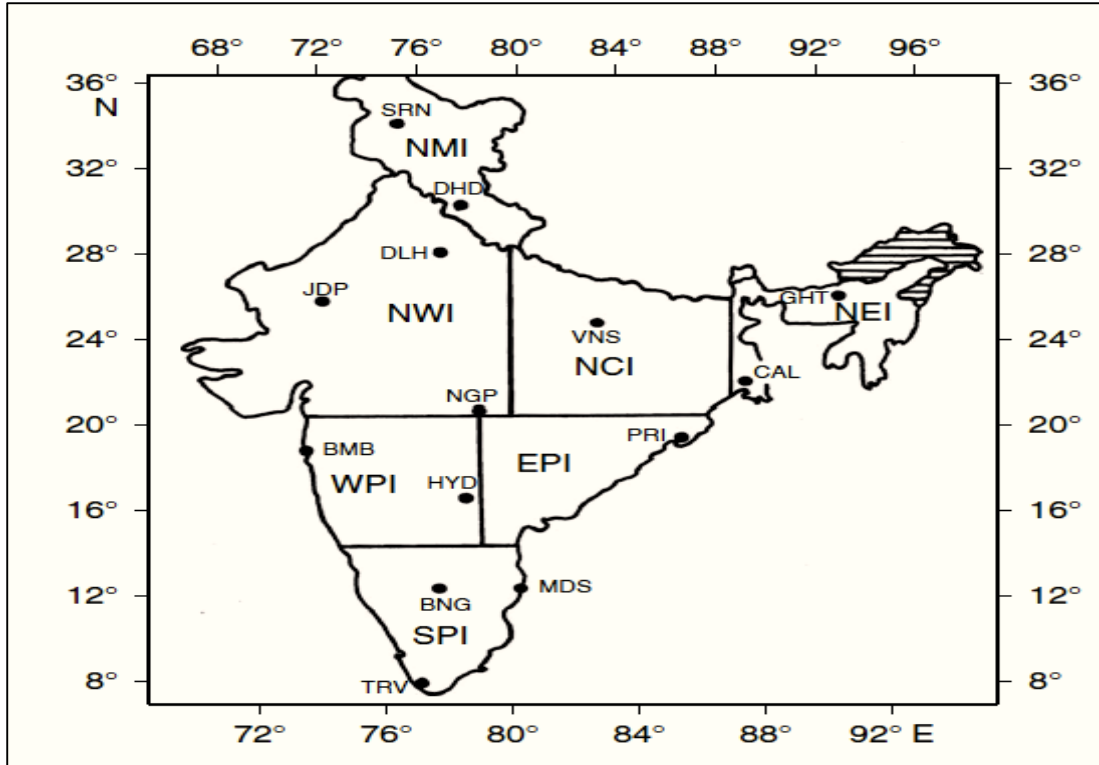 68° 72° 76° 80° 84° 88° 92° 96°
36° 36°
N
SRN
NMI
32° 32°
DHD
28° DLH 28°
JDP GHT
NWI NEI
VNS
24° 24°
NCI
CAL
NGP
20° 20°
PRI
BMB EPI
WPI HYD
16° 16°
MDS
12° 12°
BNG
SPI
8° TRV 8°
72° 76° 80° 84° 88° 92° E